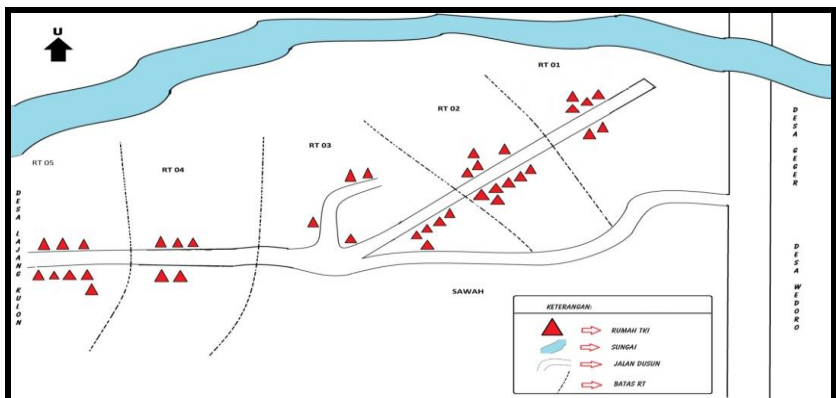 U
RT 01
RT 02
RT 03
RT 04
RT 05
DESA GEGER
DESA LAJANG KULON
DESA WEDORO
SAWAH
KETERANGAN:
RUMAH TKI
SUNGAI
JALAN DUSUN
BATAS RT